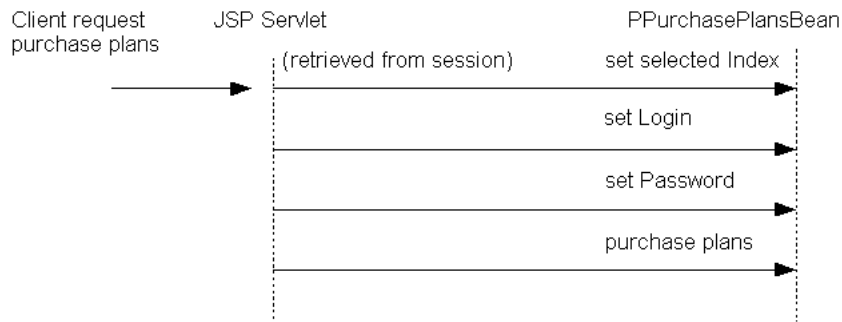 Client request
purchase plans
JSP Servlet
PPurchasePlansBean
(retrieved from session)
set selected Index
set Login
set Password
purchase plans